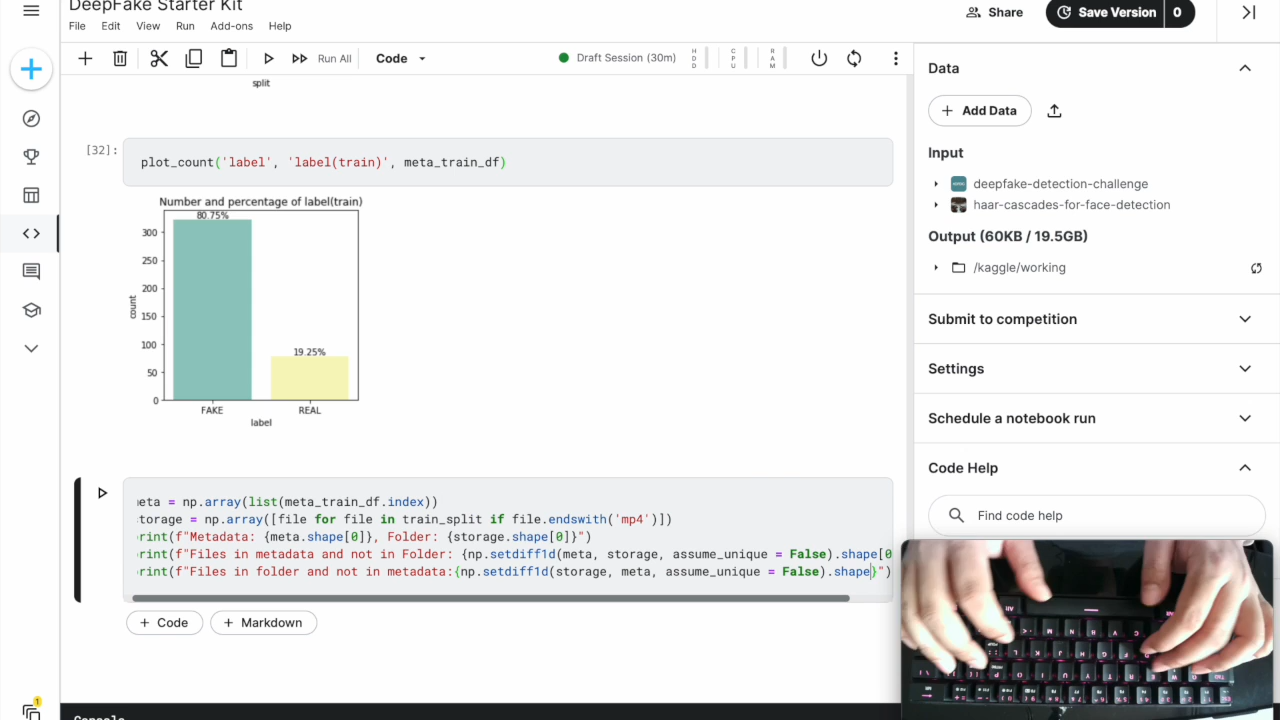 DeepFake Starter Kit
File Edit View Run Add-ons Help
Share
Save Version 0
Run All Code
Draft Session (30m)
HDD CPU RAM
split
[32]:
plot_count('label', 'label(train)', meta_train_df)
Number and percentage of label(train)
80.75%
300
250
200
150
100
50
0
count
19.25%
FAKE REAL
label
meta = np.array(list(meta_train_df.index))
torage = np.array([file for file in train_split if file.endswith('mp4')])
rint(f"Metadata: {meta.shape[0]}, Folder: {storage.shape[0]}")
rint(f"Files in metadata and not in Folder: {np.setdiff1d(meta, storage, assume_unique = False).shape[0
rint(f"Files in folder and not in metadata:{np.setdiff1d(storage, meta, assume_unique = False).shape}")
+ Code
+ Markdown
Data
+ Add Data
Input
deepfake-detection-challenge
haar-cascades-for-face-detection
Output (60KB / 19.5GB)
/kaggle/working
Submit to competition
Settings
Schedule a notebook run
Code Help
Find code help
1
Console